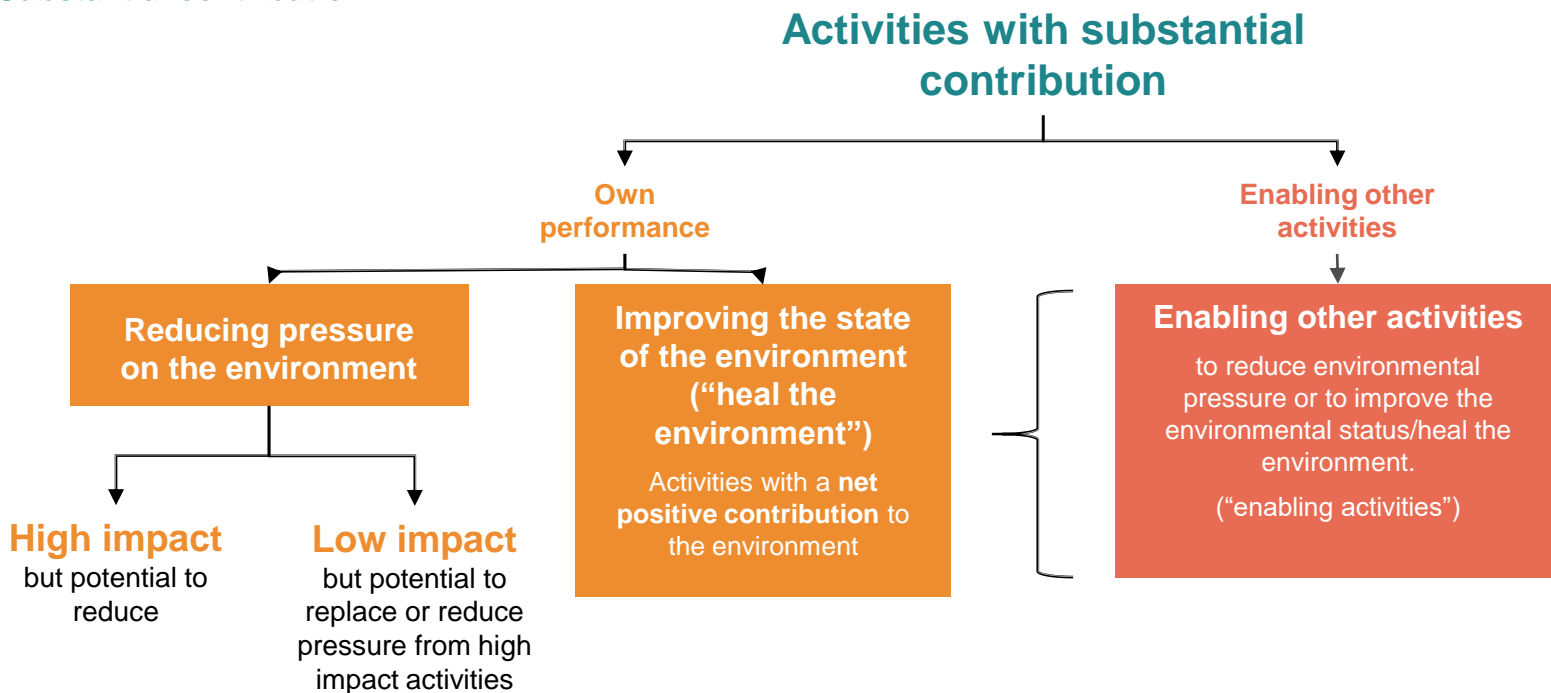 Activities with substantial
contribution
Own
performance
Enabling other
activities
Reducing pressure
on the environment
Improving the state
of the environment
(“heal the
environment”)
Activities with a net
positive contribution to
the environment
Enabling other activities
to reduce environmental
pressure or to improve the
environmental status/heal the
environment.
(“enabling activities”)
High impact
but potential to
reduce
Low impact
but potential to
replace or reduce
pressure from high
impact activities